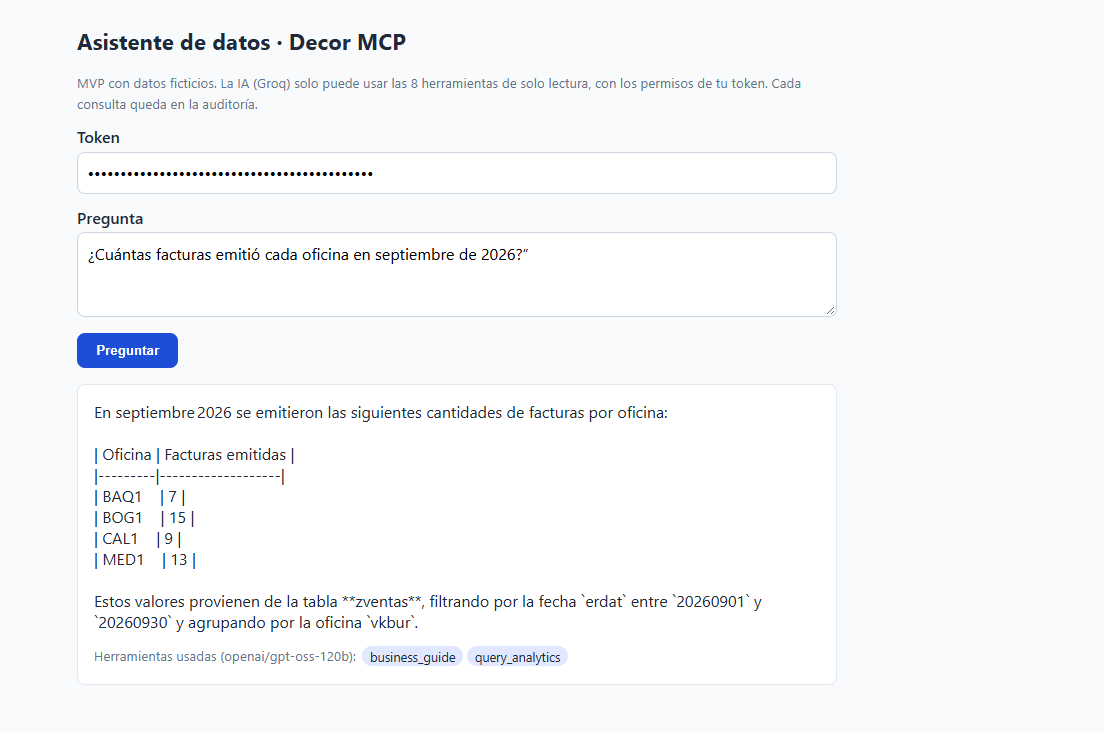 Asistente de datos · Decor MCP
MVP con datos ficticios. La IA (Groq) solo puede usar las 8 herramientas de solo lectura, con los permisos de tu token. Cada
consulta queda en la auditoría.
Token
••••••••••••••••••••••••••••••••••••••••••••
Pregunta
¿Cuántas facturas emitió cada oficina en septiembre de 2026?“
Preguntar
En septiembre 2026 se emitieron las siguientes cantidades de facturas por oficina:
| Oficina | Facturas emitidas |
|---------|--------------------|
| BAQ1 | 7 |
| BOG1 | 15 |
| CAL1 | 9 |
| MED1 | 13 |
Estos valores provienen de la tabla **zventas**, filtrando por la fecha `erdat` entre `20260901` y
`20260930` y agrupando por la oficina `vkbur`.
Herramientas usadas (openai/gpt-oss-120b): business_guide query_analytics